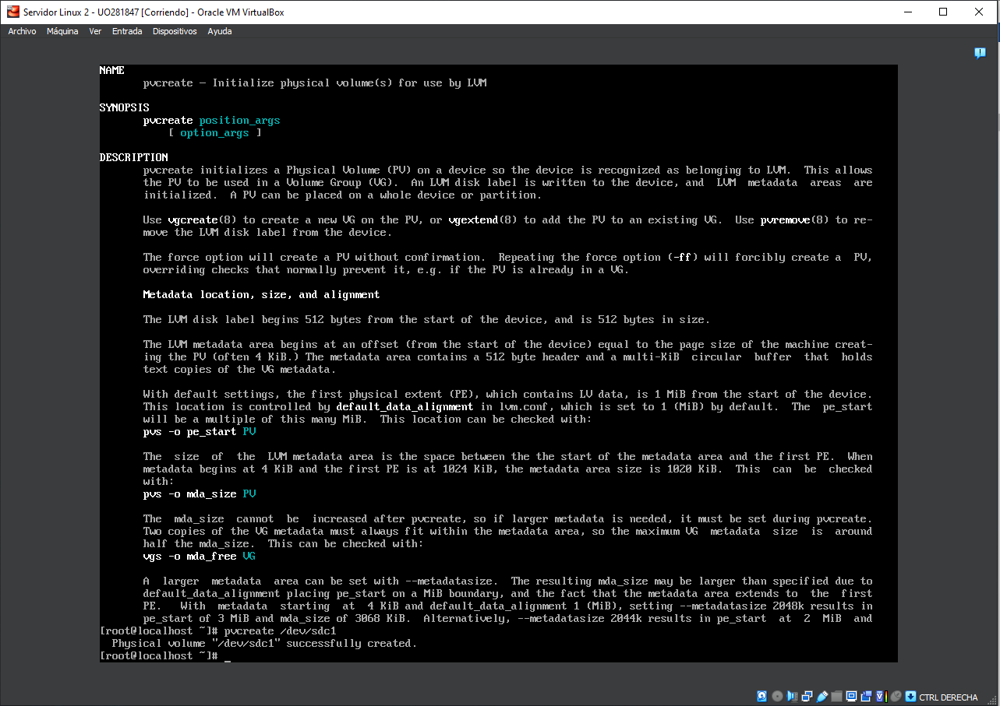 Servidor Linux 2 - UO281847 [Corriendo] - Oracle VM VirtualBox
Archivo Máquina Ver Entrada Dispositivos Ayuda
NAME
pvcreate - Initialize physical volume(s) for use by LVM
SYNOPSIS
pvcreate position_args
[ option_args ]
DESCRIPTION
pvcreate initializes a Physical Volume (PV) on a device so the device is recognized as belonging to LVM.  This allows
the PV to be used in a Volume Group (VG).  An LVM disk label is written to the device, and  LVM  metadata  areas  are
initialized.  A PV can be placed on a whole device or partition.
Use vgcreate(8) to create a new VG on the PV, or vgextend(8) to add the PV to an existing VG.  Use pvremove(8) to re-
move the LVM disk label from the device.
The force option will create a PV without confirmation.  Repeating the force option (-ff) will forcibly create a  PV,
overriding checks that normally prevent it, e.g. if the PV is already in a VG.
Metadata location, size, and alignment
The LVM disk label begins 512 bytes from the start of the device, and is 512 bytes in size.
The LVM metadata area begins at an offset (from the start of the device) equal to the page size of the machine creat-
ing the PV (often 4 KiB.) The metadata area contains a 512 byte header and a multi-KiB  circular  buffer  that  holds
text copies of the VG metadata.
With default settings, the first physical extent (PE), which contains LV data, is 1 MiB from the start of the device.
This location is controlled by default_data_alignment in lvm.conf, which is set to 1 (MiB) by default.  The  pe_start
will be a multiple of this many MiB.  This location can be checked with:
pvs -o pe_start PV
The  size  of  the  LVM metadata area is the space between the the start of the metadata area and the first PE.  When
metadata begins at 4 KiB and the first PE is at 1024 KiB, the metadata area size is 1020 KiB.  This  can  be  checked
with:
pvs -o mda_size PV
The  mda_size  cannot  be  increased after pvcreate, so if larger metadata is needed, it must be set during pvcreate.
Two copies of the VG metadata must always fit within the metadata area, so the maximum VG  metadata  size  is  around
half the mda_size.  This can be checked with:
vgs -o mda_free VG
A  larger  metadata  area can be set with --metadatasize.  The resulting mda_size may be larger than specified due to
default_data_alignment placing pe_start on a MiB boundary, and the fact that the metadata area extends to  the  first
PE.   With  metadata  starting  at  4 KiB and default_data_alignment 1 (MiB), setting --metadatasize 2048k results in
pe_start of 3 MiB and mda_size of 3068 KiB.  Alternatively, --metadatasize 2044k results in pe_start  at  2  MiB  and
[root@localhost ~]# pvcreate /dev/sdc1
Physical volume "/dev/sdc1" successfully created.
[root@localhost ~]# _
CTRL DERECHA